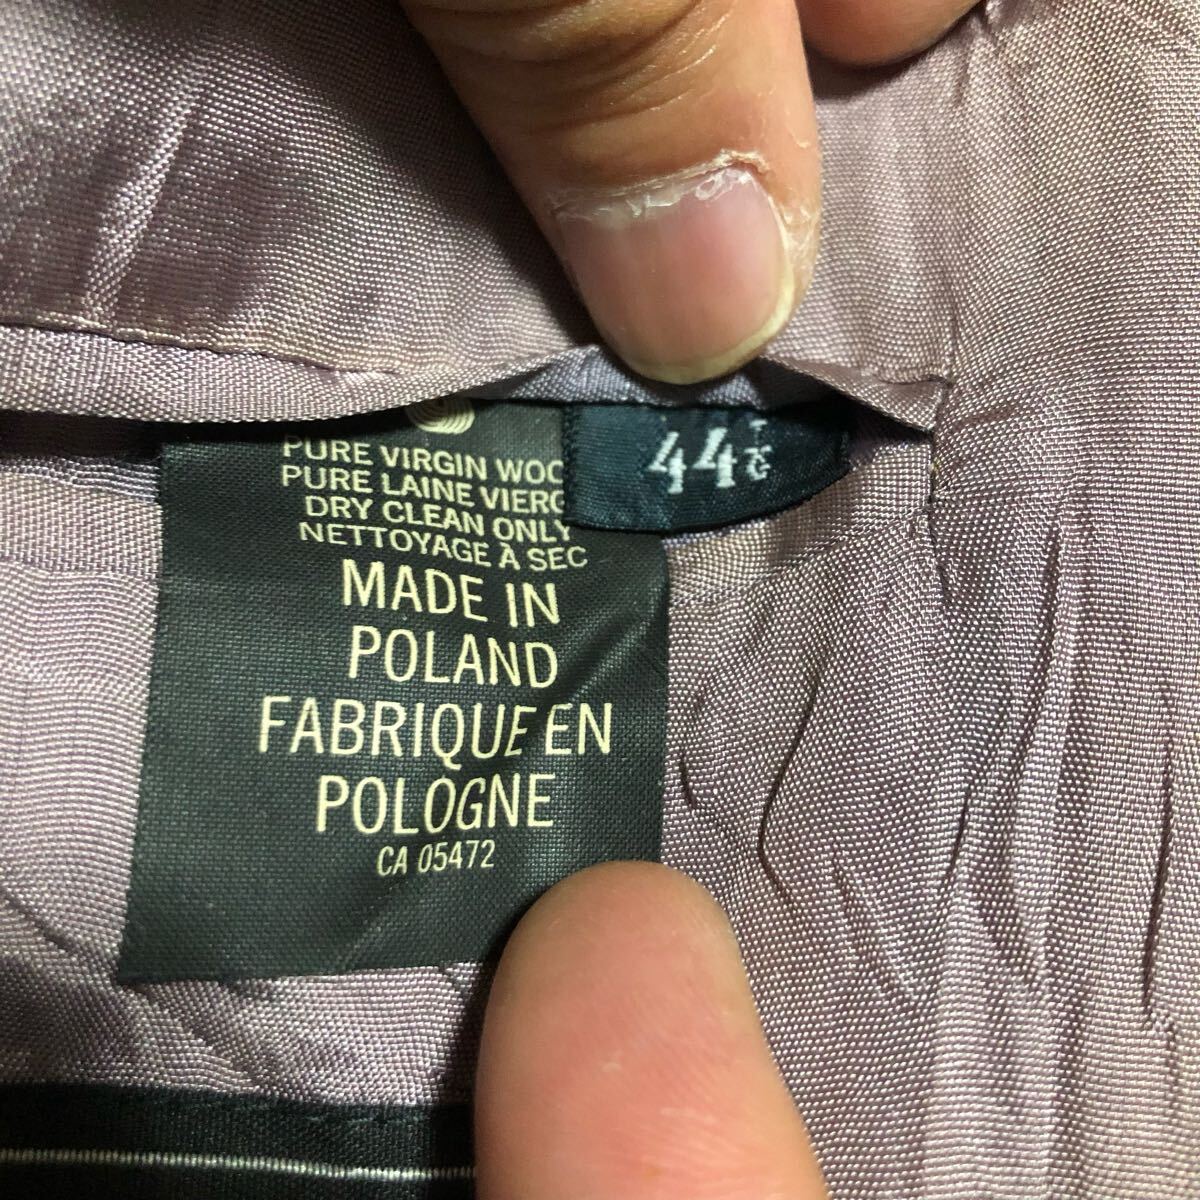 PURE VIRGIN WOO
PURE LAINE VIERG
DRY CLEAN ONLY
NETTOYAGE À SEC
MADE IN
POLAND
FABRIQUE EN
POLOGNE
CA 05472
44